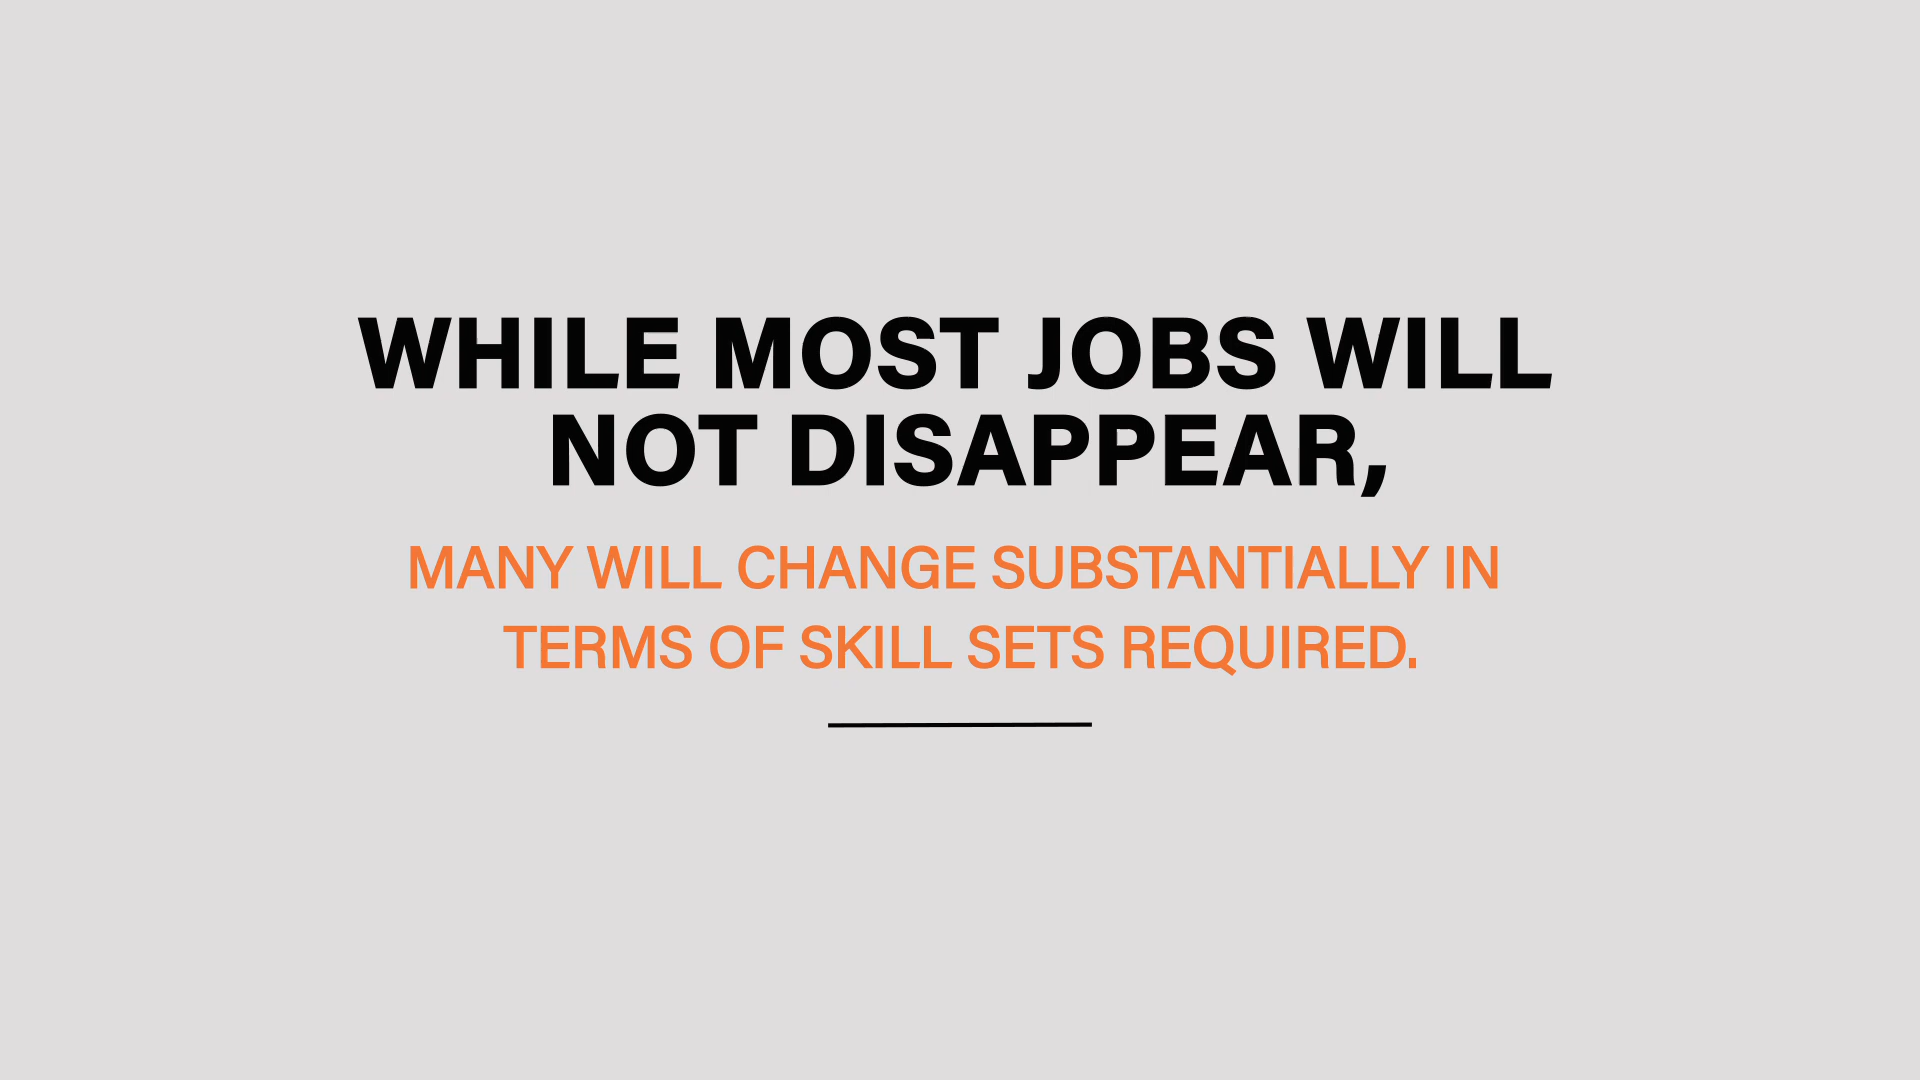 WHILE MOST JOBS WILL
NOT DISAPPEAR,
MANY WILL CHANGE SUBSTANTIALLY IN
TERMS OF SKILL SETS REQUIRED.